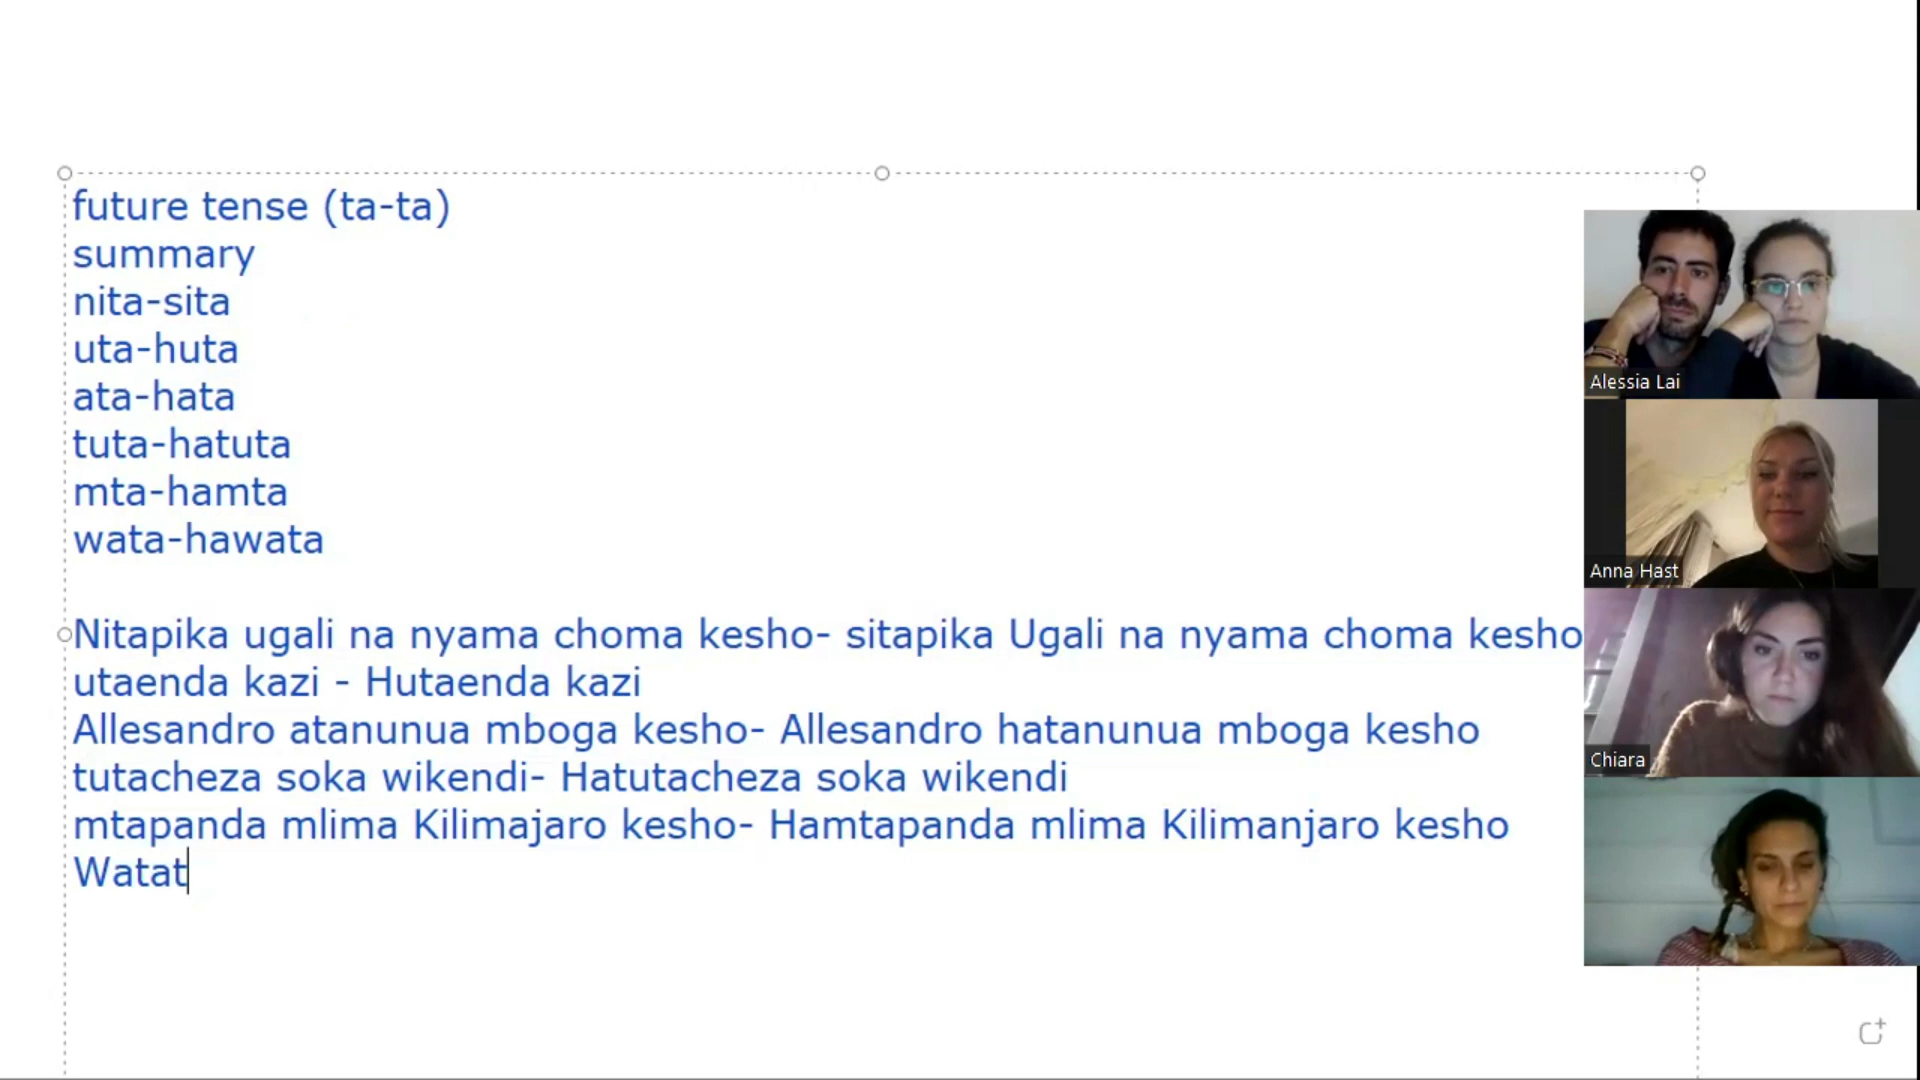 future tense (ta-ta)
summary
nita-sita
uta-huta
ata-hata
tuta-hatuta
mta-hamta
wata-hawata
Nitapika ugali na nyama choma kesho- sitapika Ugali na nyama choma kesho
utaenda kazi - Hutaenda kazi
Allesandro atanunua mboga kesho- Allesandro hatanunua mboga kesho
tutacheza soka wikendi- Hatutacheza soka wikendi
mtapanda mlima Kilimajaro kesho- Hamtapanda mlima Kilimanjaro kesho
Watat
Alessia Lai
Anna Hast
Chiara